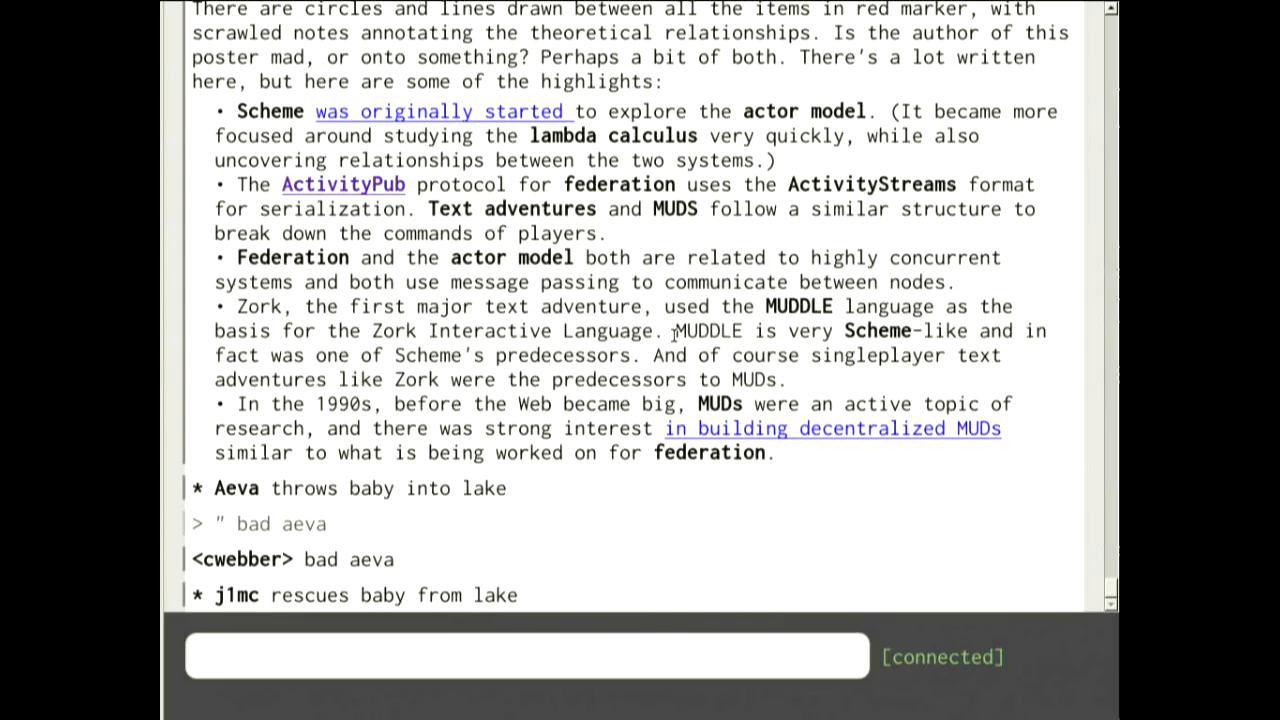 There are circles and lines drawn between all the items in red marker, with
scrawled notes annotating the theoretical relationships. Is the author of this
poster mad, or onto something? Perhaps a bit of both. There's a lot written
here, but here are some of the highlights:
• Scheme was originally started to explore the actor model. (It became more
focused around studying the lambda calculus very quickly, while also
uncovering relationships between the two systems.)
• The ActivityPub protocol for federation uses the ActivityStreams format
for serialization. Text adventures and MUDS follow a similar structure to
break down the commands of players.
• Federation and the actor model both are related to highly concurrent
systems and both use message passing to communicate between nodes.
• Zork, the first major text adventure, used the MUDDLE language as the
basis for the Zork Interactive Language. MUDDLE is very Scheme-like and in
fact was one of Scheme's predecessors. And of course singleplayer text
adventures like Zork were the predecessors to MUDs.
• In the 1990s, before the Web became big, MUDs were an active topic of
research, and there was strong interest in building decentralized MUDs
similar to what is being worked on for federation.
* Aeva throws baby into lake
> " bad aeva
<cwebber> bad aeva
* j1mc rescues baby from lake
[connected]